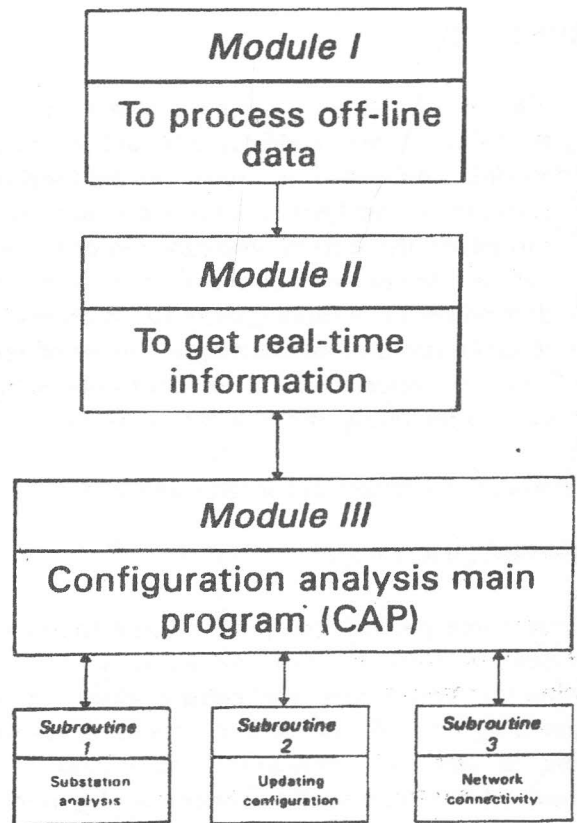 Module I
To process off-line
data
Module II
To get real-time
information
Module III
Configuration analysis main
program (CAP)
Subroutine
1
Substation
analysis
Subroutine
2
Updating
configuration
Subroutine
3
Network
connectivity